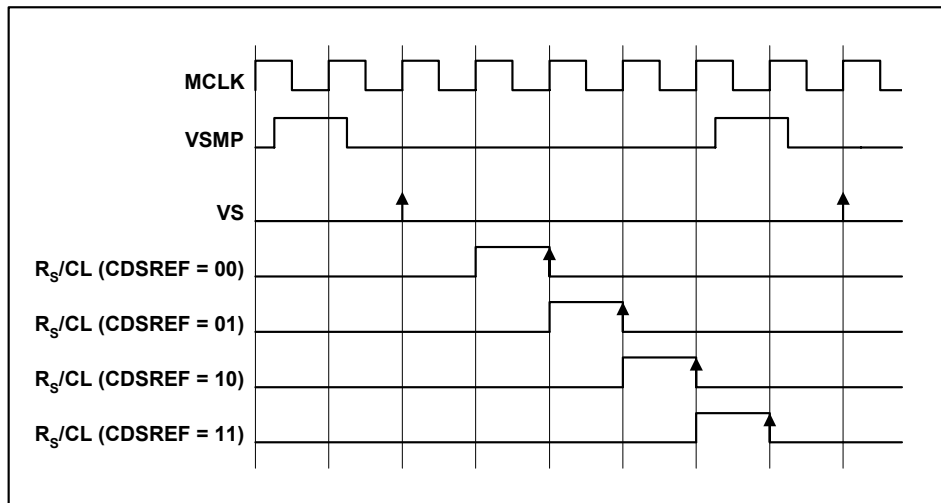 MCLK
VSMP
VS
RS/CL (CDSREF = 00)
RS/CL (CDSREF = 01)
RS/CL (CDSREF = 10)
RS/CL (CDSREF = 11)